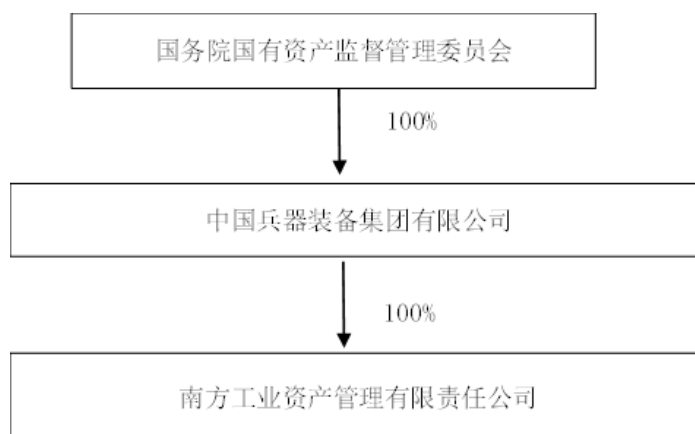 国务院国有资产监督管理委员会
100%
中国兵器装备集团有限公司
100%
南方工业资产管理有限责任公司